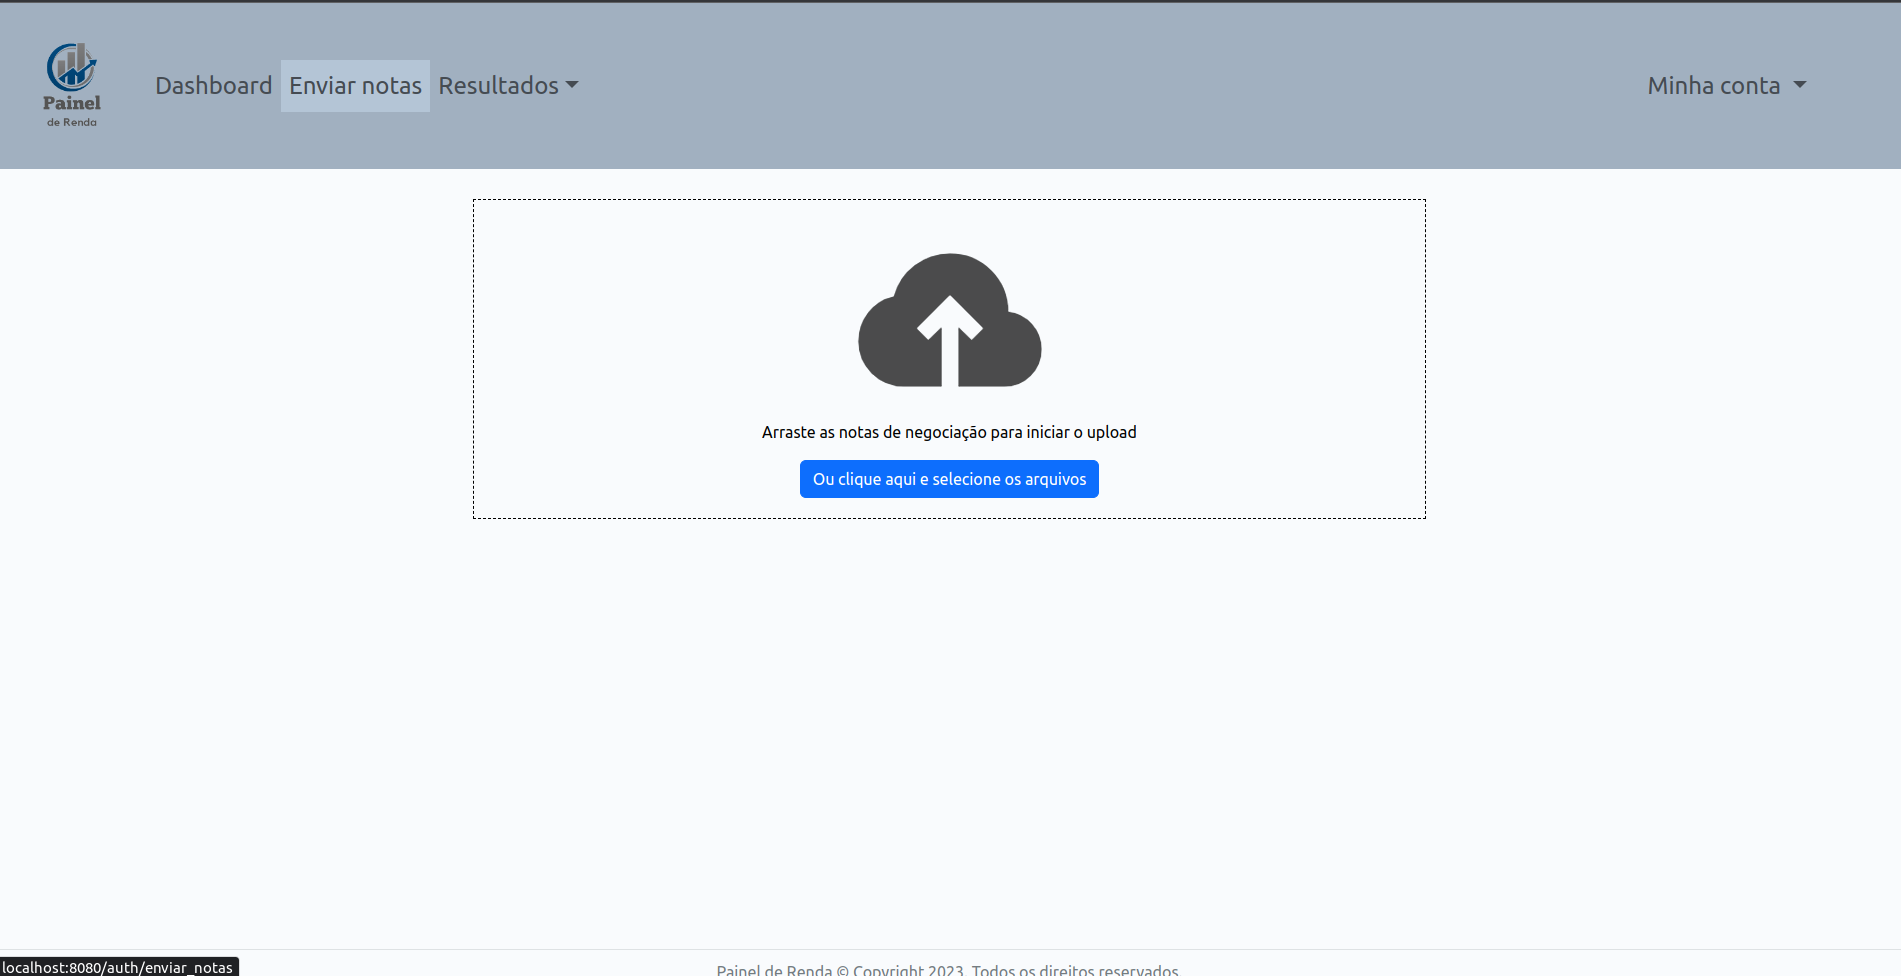 Painel
de Renda
Dashboard
Enviar notas
Resultados
Minha conta
Arraste as notas de negociação para iniciar o upload
Ou clique aqui e selecione os arquivos
localhost:8080/auth/enviar_notas
Painel de Renda © Copyright 2023. Todos os direitos reservados.